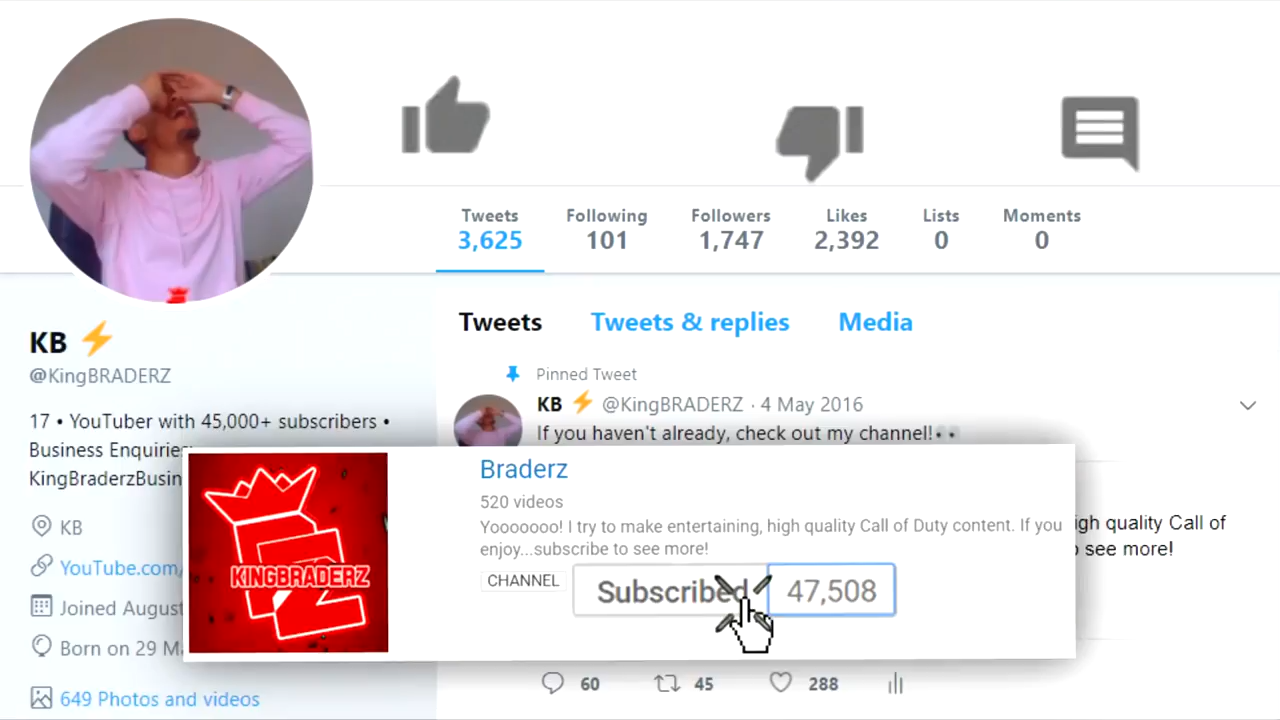 Tweets Following Followers Likes Lists Moments
3,625 101 1,747 2,392 0 0
KB
@KingBRADERZ
17 • YouTuber with 45,000+ subscribers •
Business Enquiries
KingBraderzBusin
KB
YouTube.com/
Joined August
Born on 29 M
649 Photos and videos
Tweets Tweets & replies Media
Pinned Tweet
KB @KingBRADERZ · 4 May 2016
If you haven't already, check out my channel!
KINGBRADERZ
Braderz
520 videos
Yooooooo! I try to make entertaining, high quality Call of Duty content. If you
enjoy...subscribe to see more!
CHANNEL
Subscribed 47,508
igh quality Call of
see more!
60 45 288